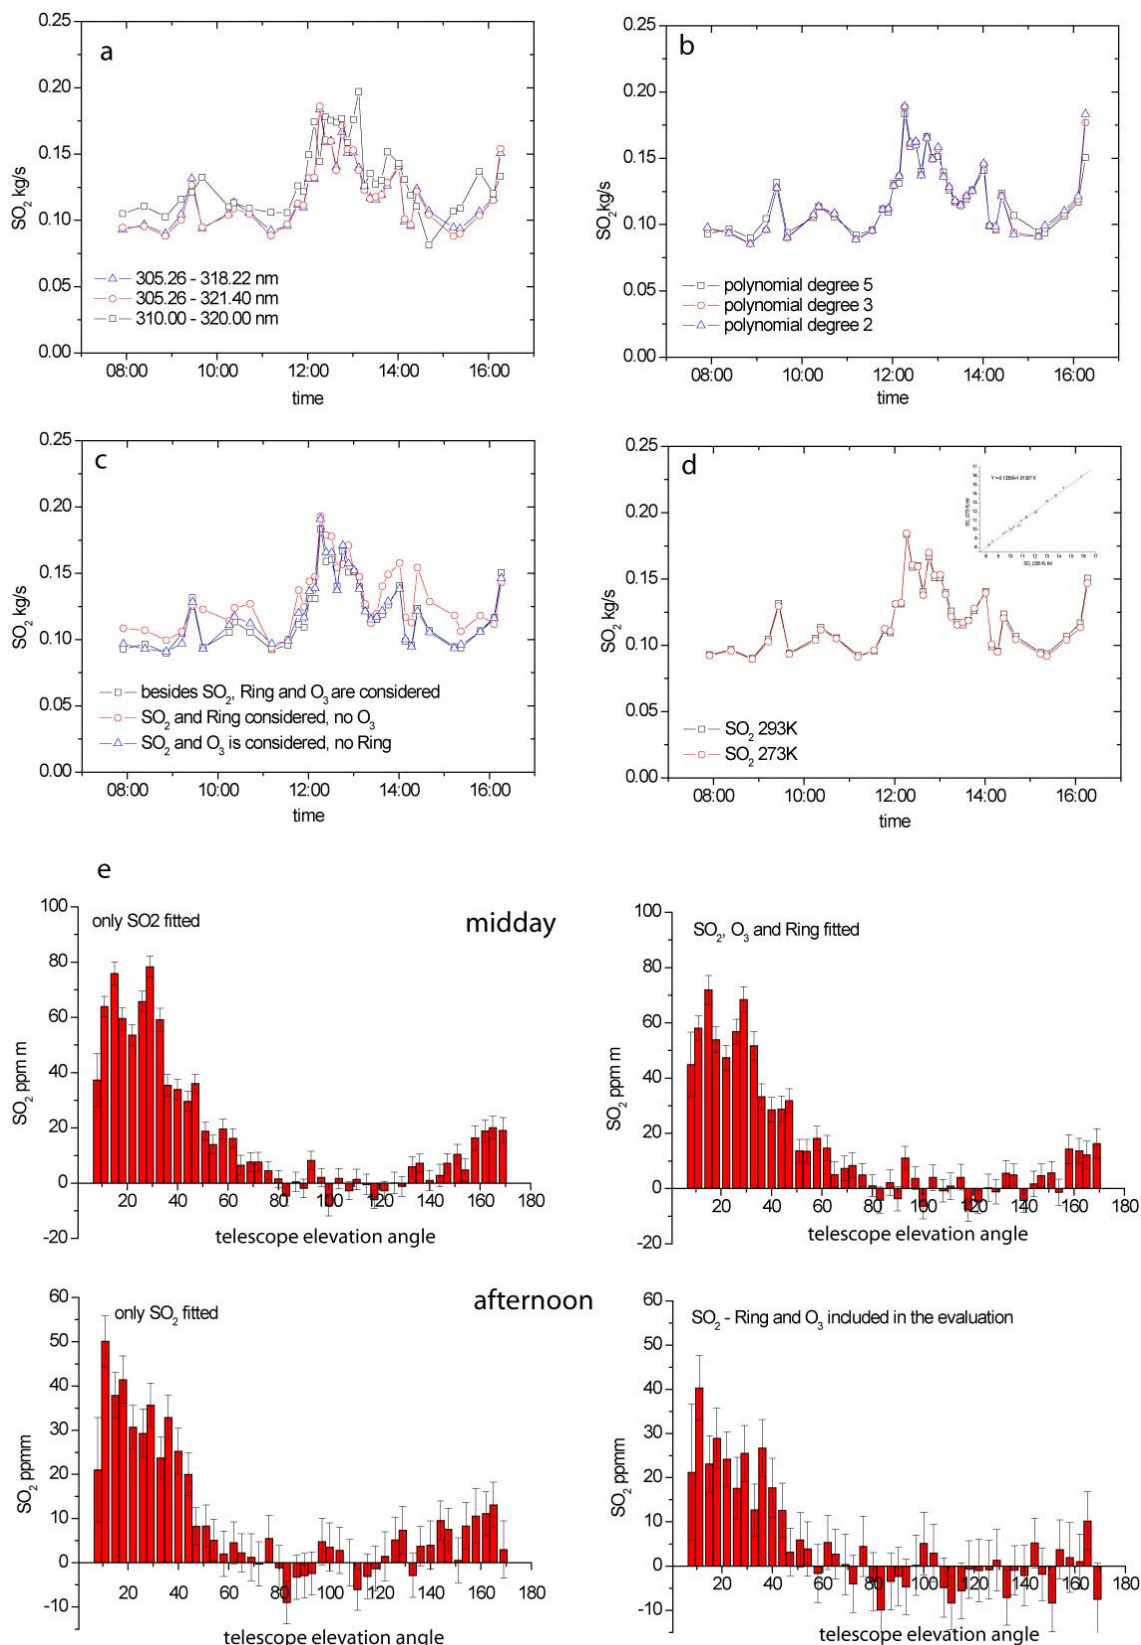 a
SO2 kg/s
0.25
0.20
0.15
0.10
0.05
0.00
305.26 - 318.22 nm
305.26 - 321.40 nm
310.00 - 320.00 nm
08:00 10:00 12:00 14:00 16:00
time
b
SO2kg/s
0.25
0.20
0.15
0.10
0.05
0.00
polynomial degree 5
polynomial degree 3
polynomial degree 2
08:00 10:00 12:00 14:00 16:00
time
c
SO2 kg/s
0.25
0.20
0.15
0.10
0.05
0.00
besides SO2, Ring and O3 are considered
SO2 and Ring considered, no O3
SO2 and O3 is considered, no Ring
08:00 10:00 12:00 14:00 16:00
time
d
SO2 kg/s
0.25
0.20
0.15
0.10
0.05
0.00
SO2 293K
SO2 273K
08:00 10:00 12:00 14:00 16:00
time
e
midday
only SO2 fitted
SO2 ppm m
100
80
60
40
20
0
-20
20 40 60 80 100 120 140 160 180
telescope elevation angle
SO2, O3 and Ring fitted
SO2 ppm m
100
80
60
40
20
0
-20
20 40 60 80 100 120 140 160 180
telescope elevation angle
afternoon
only SO2 fitted
SO2 ppmm
60
50
40
30
20
10
0
-10
20 40 60 80 100 120 140 160 180
telescope elevation angle
SO2 - Ring and O3 included in the evaluation
SO2 ppmm
60
50
40
30
20
10
0
-10
20 40 60 80 100 120 140 160 180
telescope elevation angle